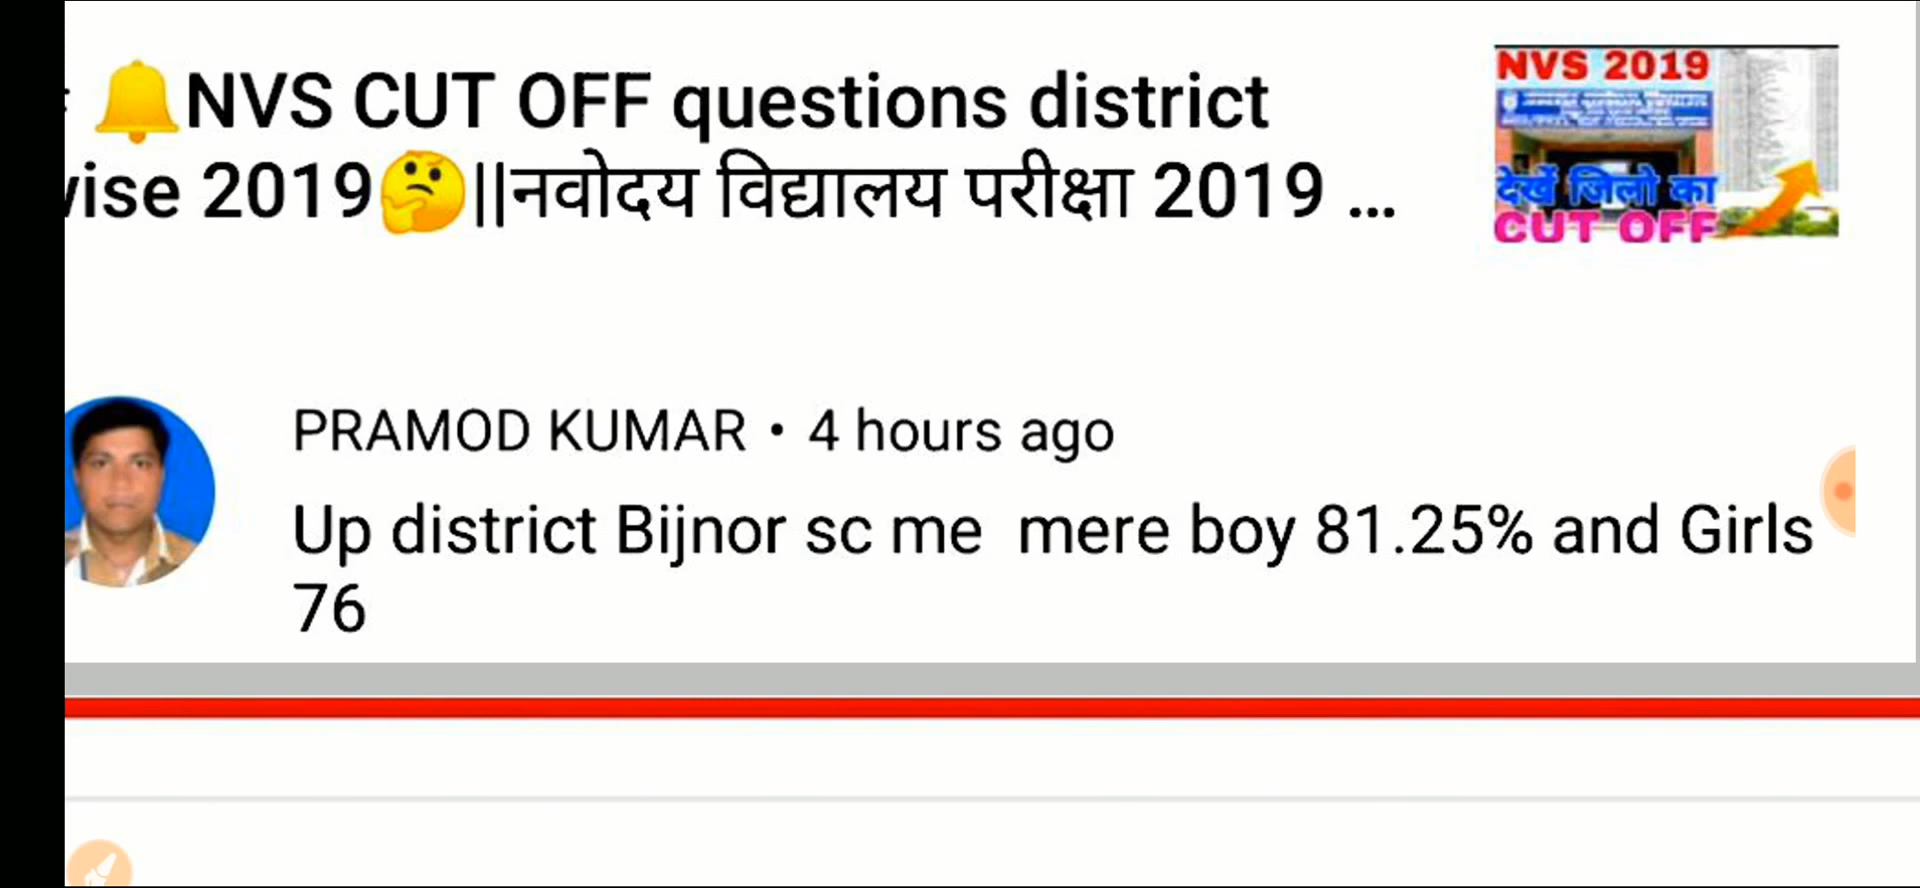 🔔NVS CUT OFF questions district
wise 2019🤔||नवोदय विद्यालय परीक्षा 2019 ...
NVS 2019
देखें जिलो का
CUT OFF
PRAMOD KUMAR • 4 hours ago
Up district Bijnor sc me mere boy 81.25% and Girls
76